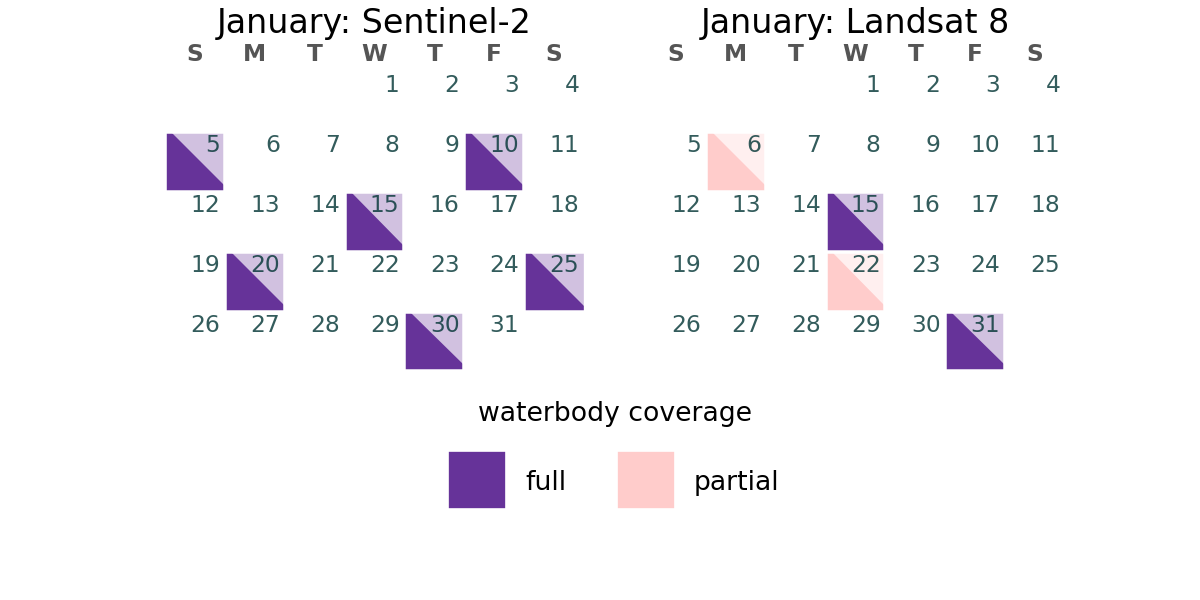 January: Sentinel-2
S M T W T F S
1 2 3 4
5 6 7 8 9 10 11
12 13 14 15 16 17 18
19 20 21 22 23 24 25
26 27 28 29 30 31
January: Landsat 8
S M T W T F S
1 2 3 4
5 6 7 8 9 10 11
12 13 14 15 16 17 18
19 20 21 22 23 24 25
26 27 28 29 30 31
waterbody coverage
full
partial